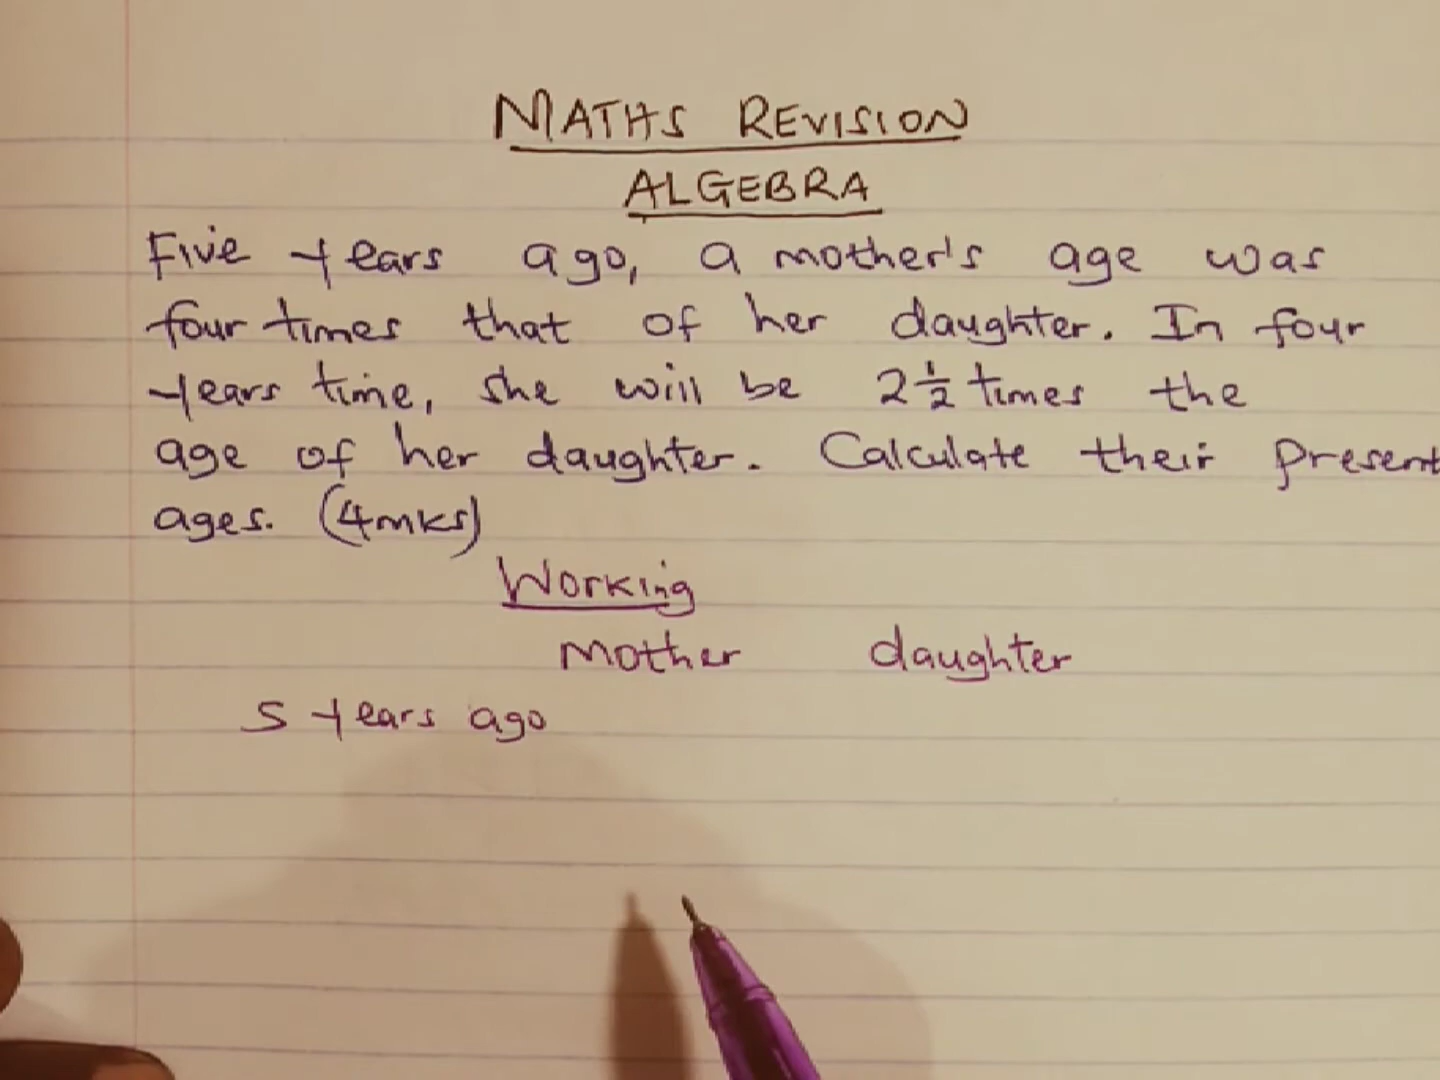 MATHS REVISION
ALGEBRA
Five years ago, a mother's age was
four times that of her daughter. In four
years time, she will be 2½ times the
age of her daughter. Calculate their present
ages. (4mks)
Working
Mother daughter
5 years ago